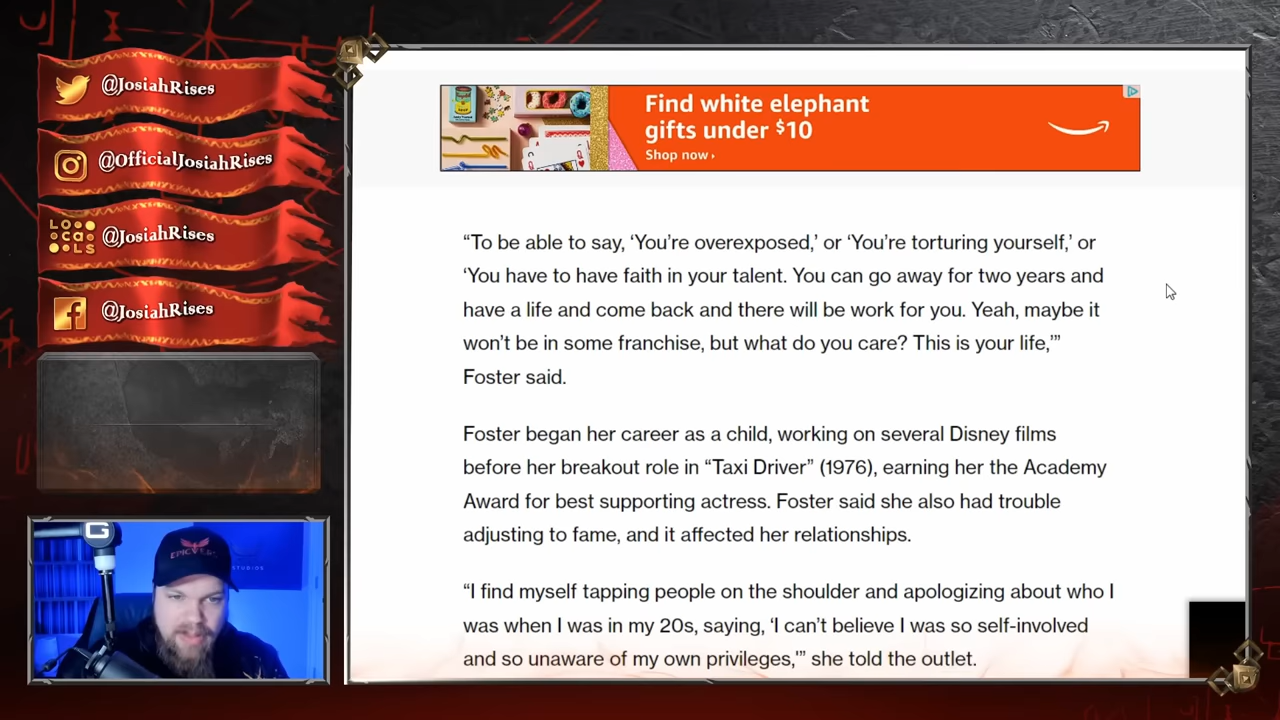 @JosiahRises
@OfficialJosiahRises
LO
ca
LS
@JosiahRises
@JosiahRises
Find white elephant
gifts under $10
Shop now ›
“To be able to say, ‘You’re overexposed,’ or ‘You’re torturing yourself,’ or
‘You have to have faith in your talent. You can go away for two years and
have a life and come back and there will be work for you. Yeah, maybe it
won’t be in some franchise, but what do you care? This is your life,’”
Foster said.
Foster began her career as a child, working on several Disney films
before her breakout role in “Taxi Driver” (1976), earning her the Academy
Award for best supporting actress. Foster said she also had trouble
adjusting to fame, and it affected her relationships.
“I find myself tapping people on the shoulder and apologizing about who I
was when I was in my 20s, saying, ‘I can’t believe I was so self-involved
and so unaware of my own privileges,'” she told the outlet.
G